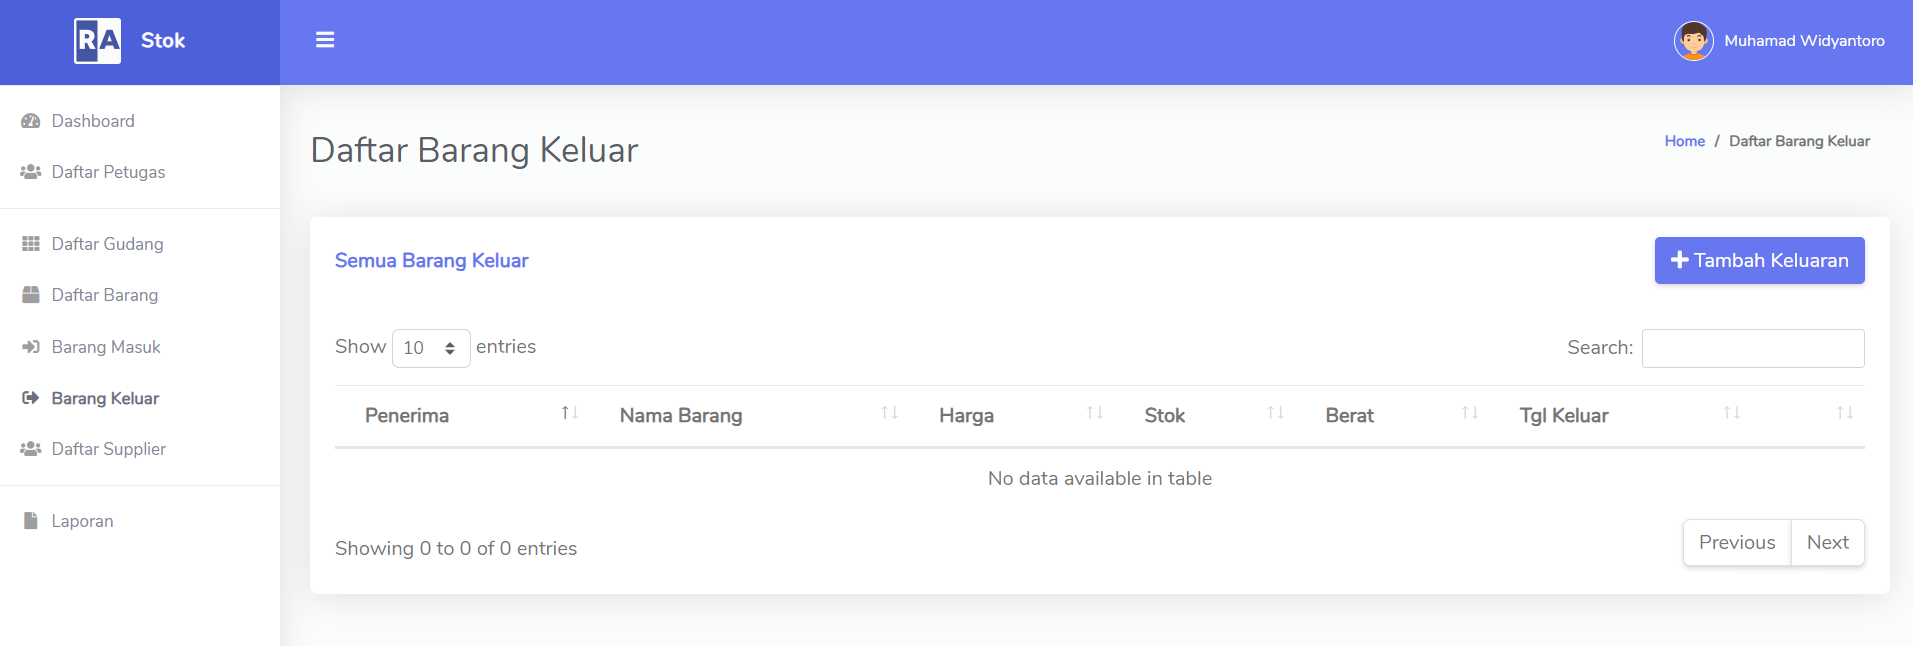 RA Stok
Muhamad Widyantoro
Dashboard
Daftar Petugas
Daftar Gudang
Daftar Barang
Barang Masuk
Barang Keluar
Daftar Supplier
Laporan
Daftar Barang Keluar
Home / Daftar Barang Keluar
Semua Barang Keluar
Tambah Keluaran
Show 10 entries
Search:
Penerima Nama Barang Harga Stok Berat Tgl Keluar
No data available in table
Showing 0 to 0 of 0 entries
Previous Next